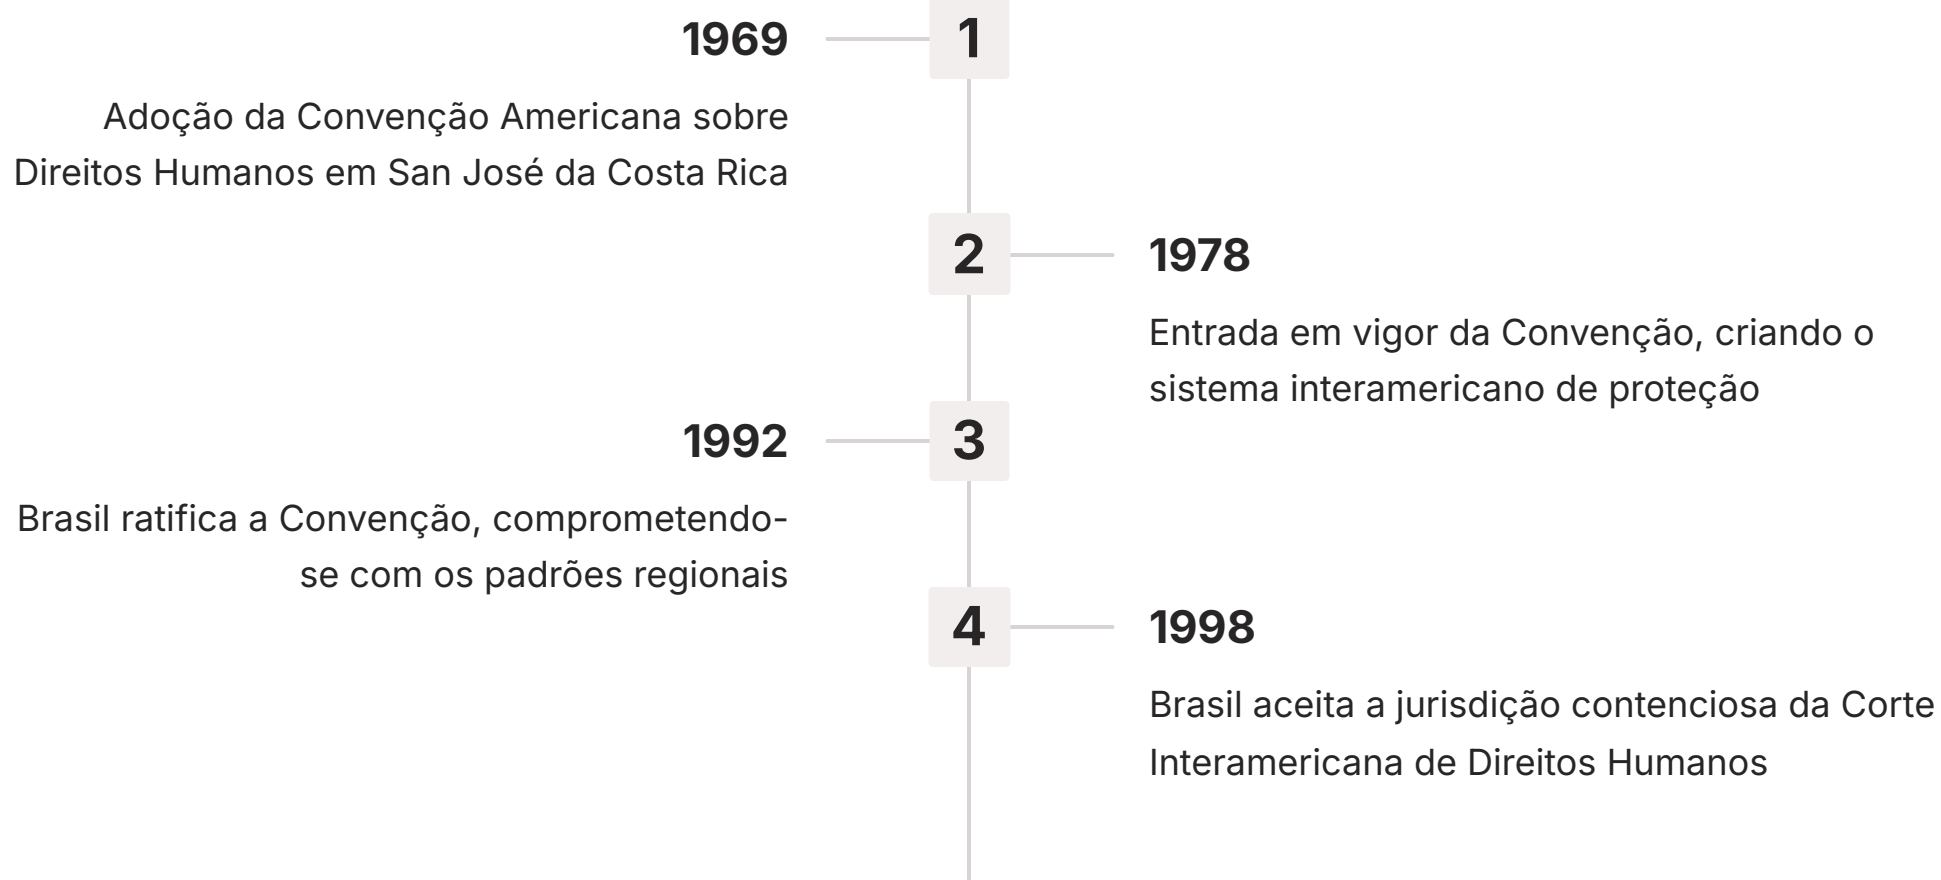 1969
1
Adoção da Convenção Americana sobre
Direitos Humanos em San José da Costa Rica
2
1978
Entrada em vigor da Convenção, criando o
sistema interamericano de proteção
1992
3
Brasil ratifica a Convenção, comprometendo-
se com os padrões regionais
4
1998
Brasil aceita a jurisdição contenciosa da Corte
Interamericana de Direitos Humanos